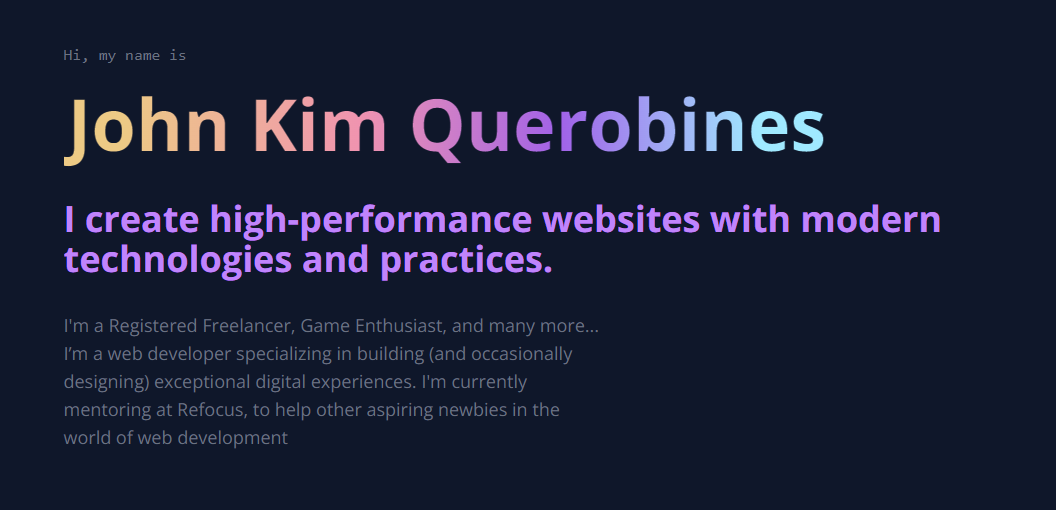 Hi, my name is
John Kim Querobines
I create high-performance websites with modern
technologies and practices.
I'm a Registered Freelancer, Game Enthusiast, and many more...
I’m a web developer specializing in building (and occasionally
designing) exceptional digital experiences. I'm currently
mentoring at Refocus, to help other aspiring newbies in the
world of web development